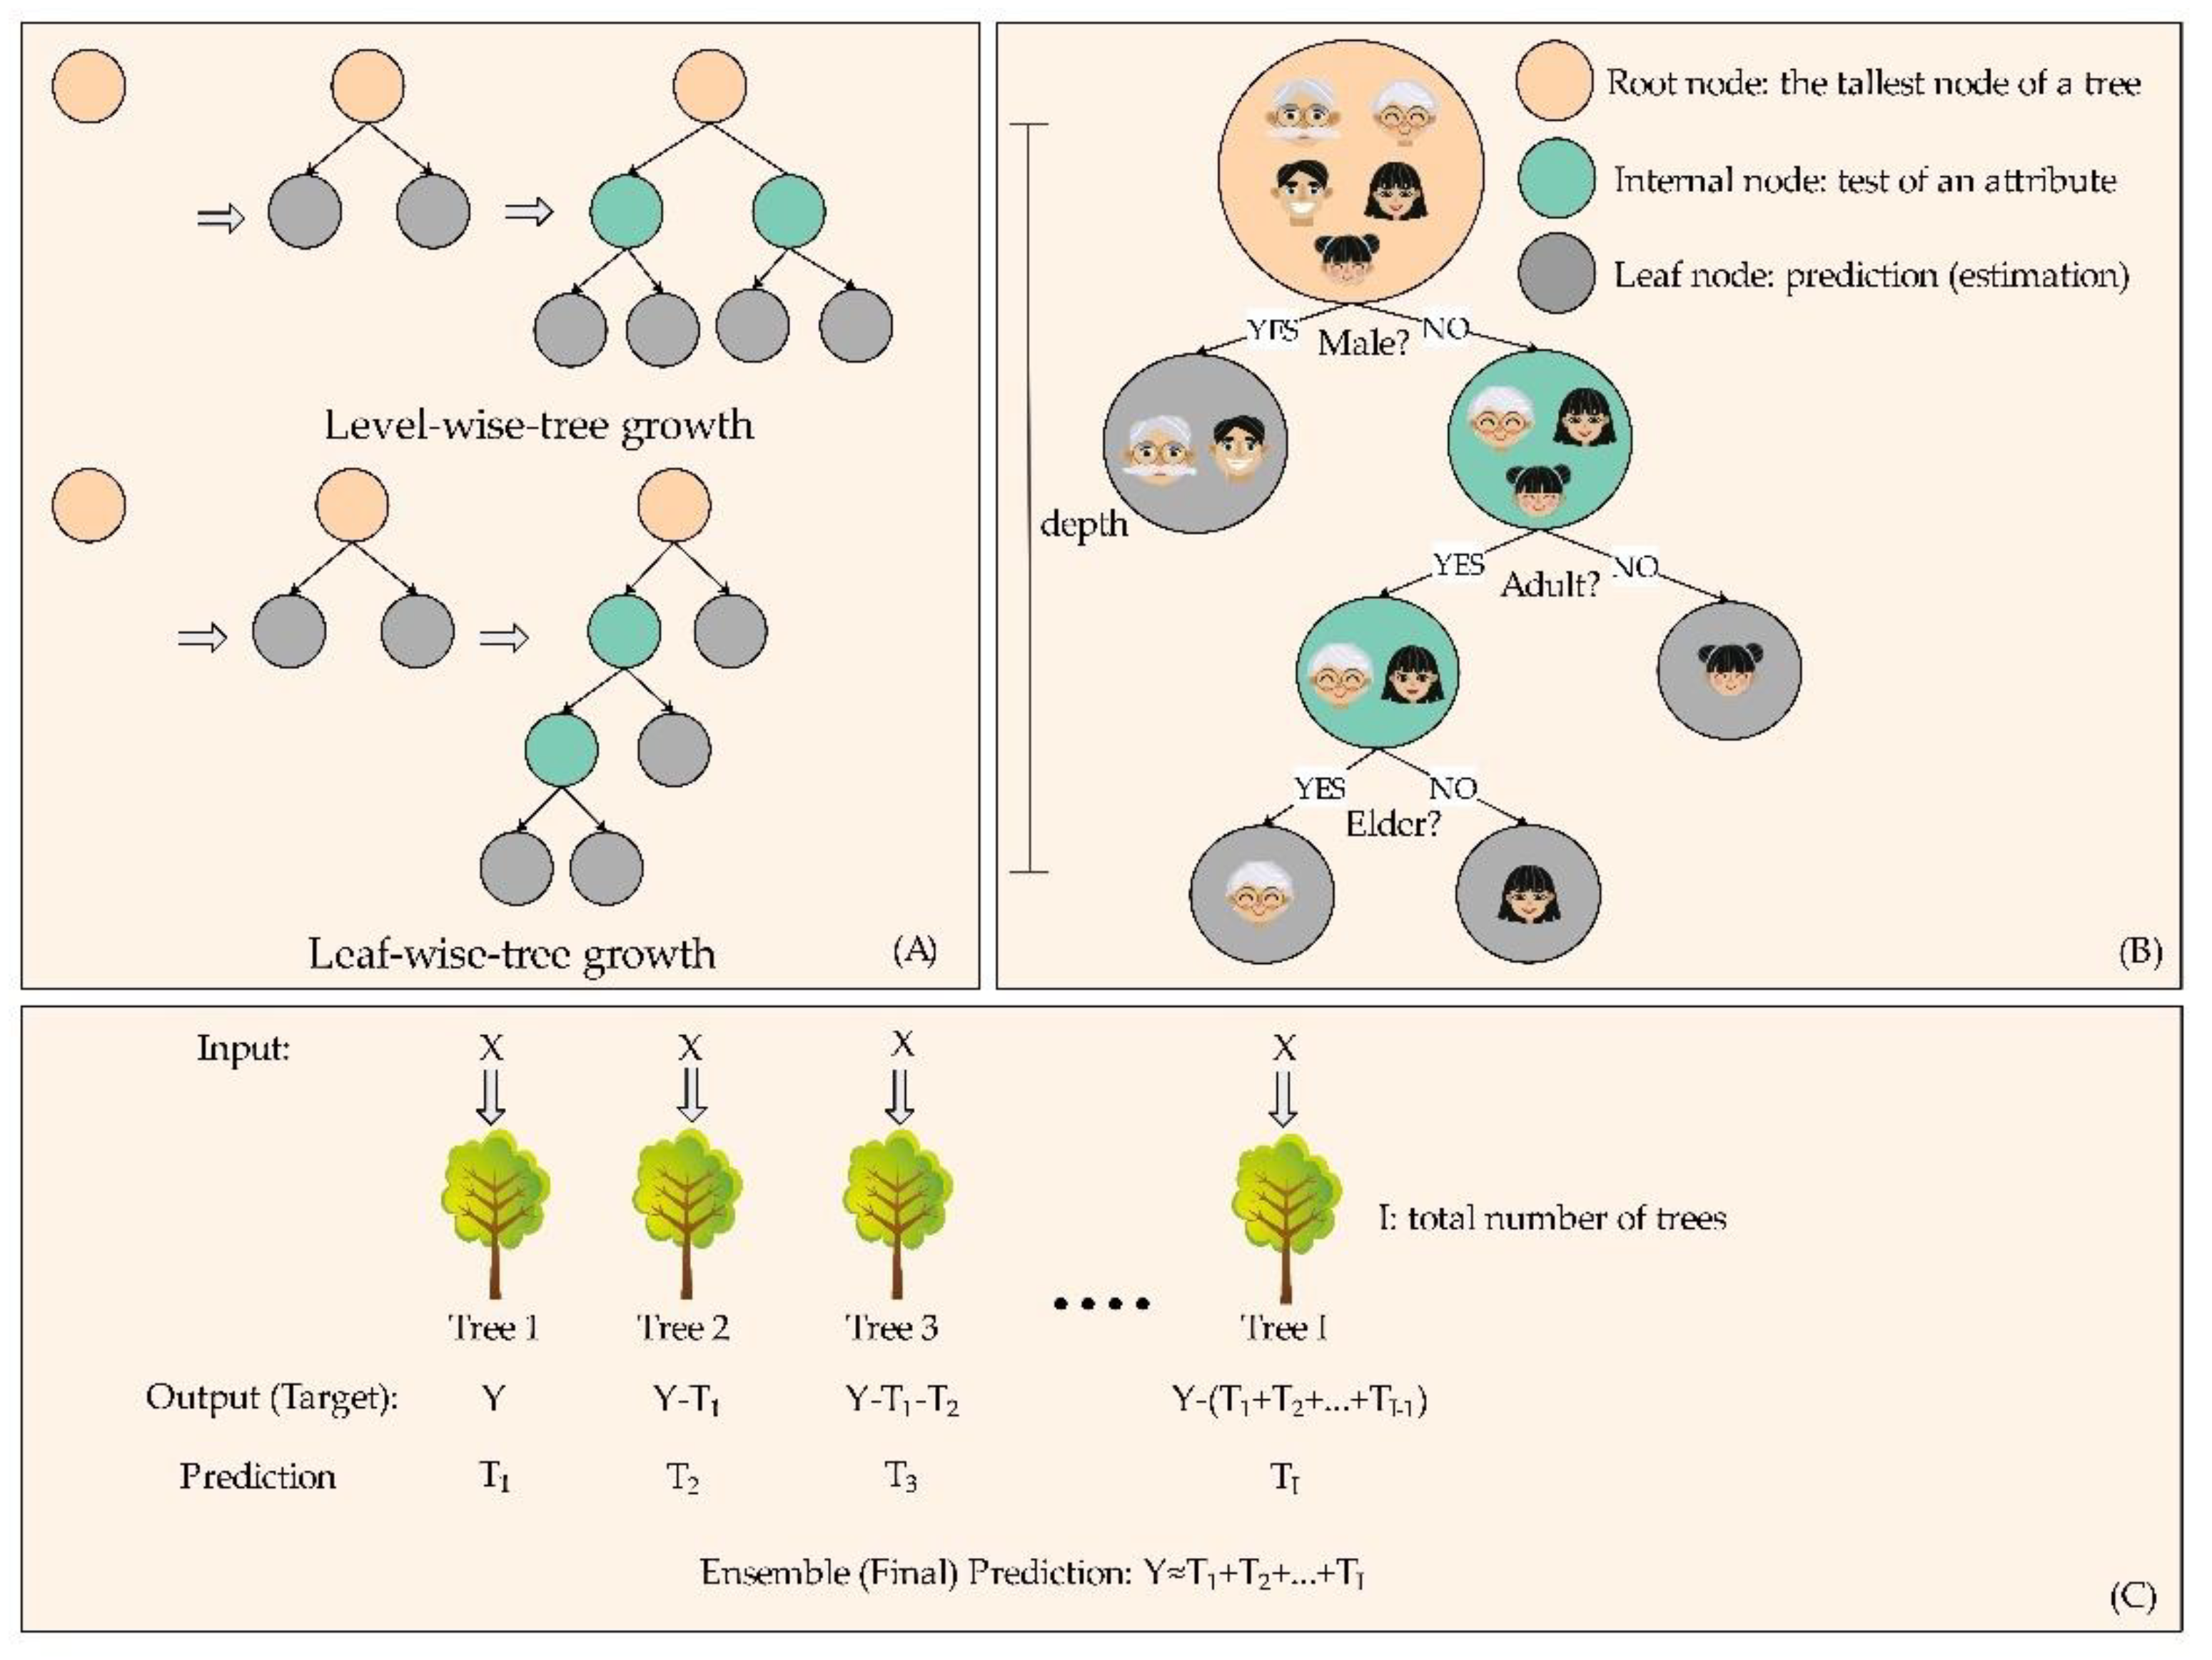 Level-wise-tree growth
Leaf-wise-tree growth
(A)
Root node: the tallest node of a tree
Internal node: test of an attribute
Leaf node: prediction (estimation)
YES Male? NO
depth
YES Adult? NO
YES NO
Elder?
(B)
Input: X X X X
I: total number of trees
Tree 1 Tree 2 Tree 3 .... Tree I
Output (Target): Y Y-T₁ Y-T₁-T₂ Y-(T₁+T₂+...+T_I-1)
Prediction T₁ T₂ T₃ T_I
Ensemble (Final) Prediction: Y≈T₁+T₂+...+T_I
(C)